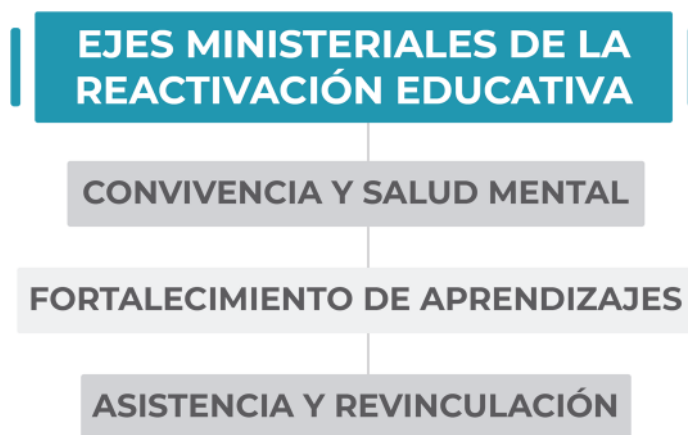 EJES MINISTERIALES DE LA
REACTIVACIÓN EDUCATIVA
CONVIVENCIA Y SALUD MENTAL
FORTALECIMIENTO DE APRENDIZAJES
ASISTENCIA Y REVINCULACIÓN